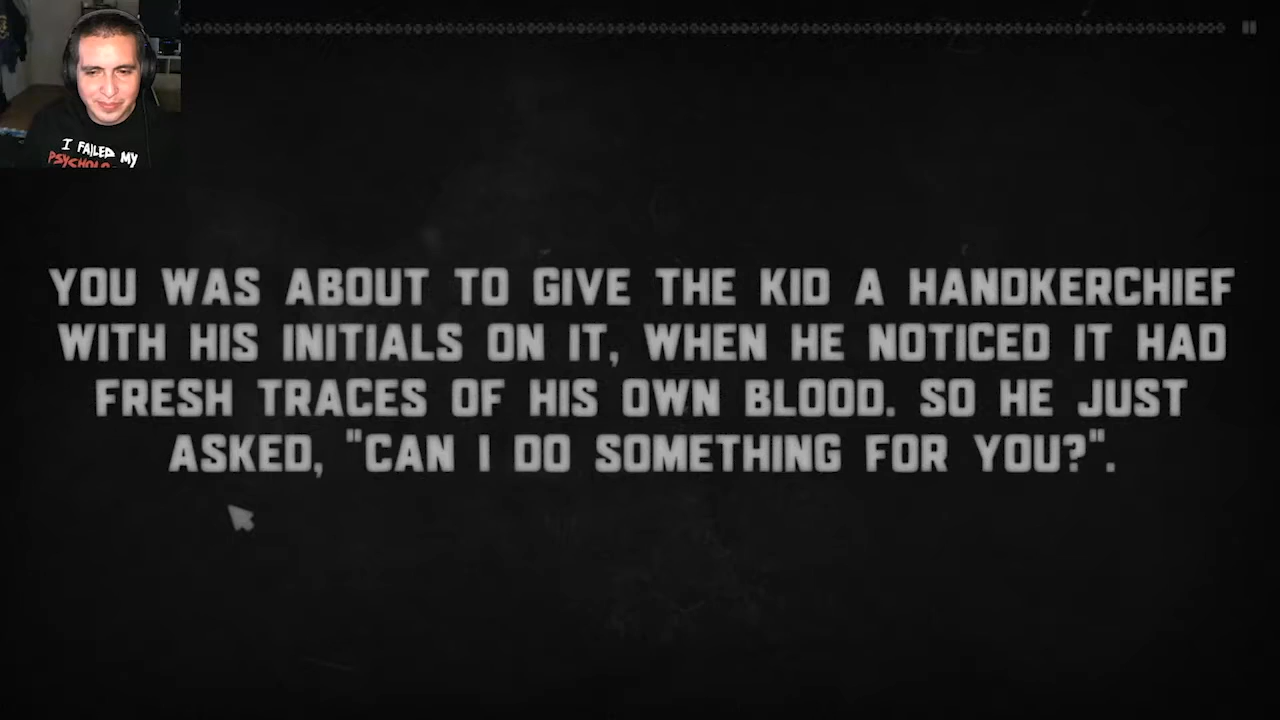 I FAILED MY
YOU WAS ABOUT TO GIVE THE KID A HANDKERCHIEF
WITH HIS INITIALS ON IT, WHEN HE NOTICED IT HAD
FRESH TRACES OF HIS OWN BLOOD. SO HE JUST
ASKED, "CAN I DO SOMETHING FOR YOU?".